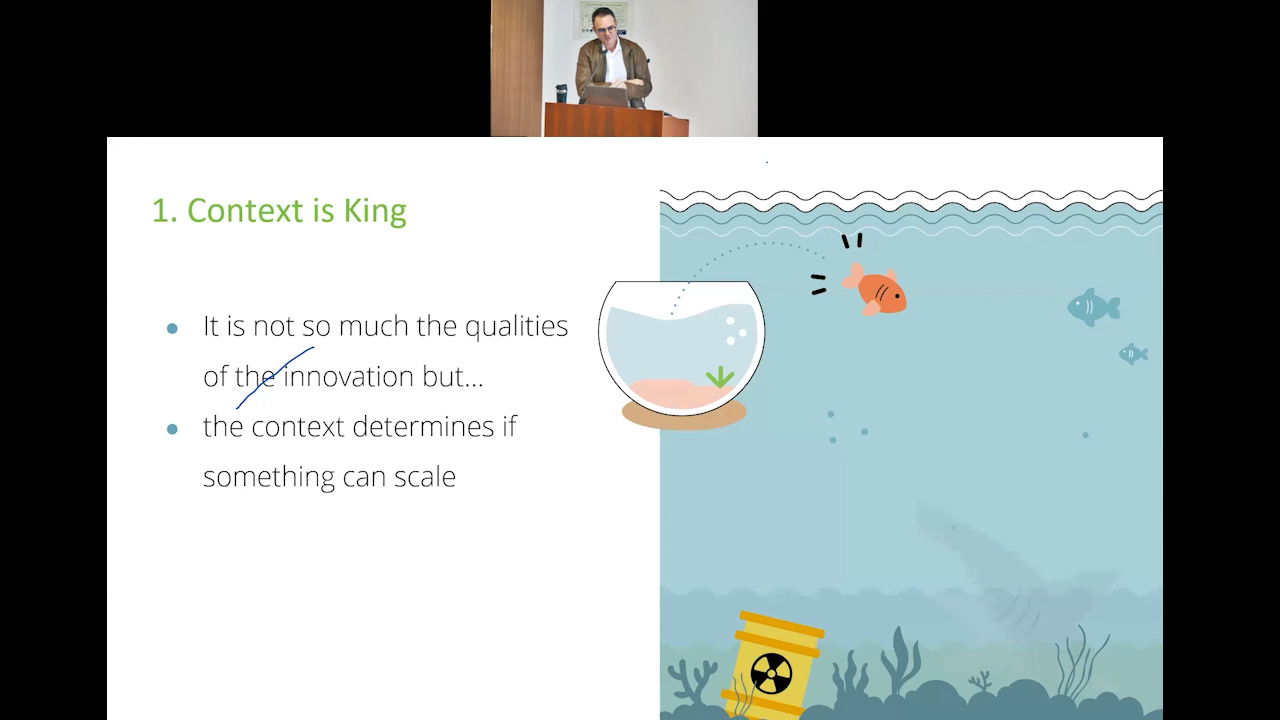 1. Context is King
It is not so much the qualities
of the innovation but...
the context determines if
something can scale